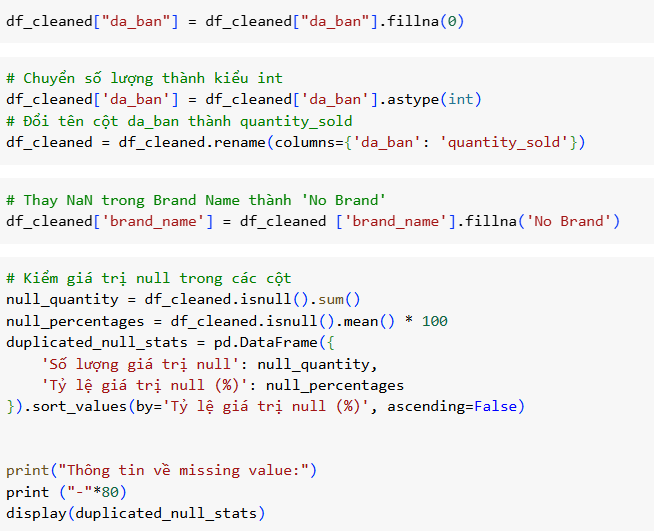 df_cleaned["da_ban"] = df_cleaned["da_ban"].fillna(0)
# Chuyển số lượng thành kiểu int
df_cleaned['da_ban'] = df_cleaned['da_ban'].astype(int)
# Đổi tên cột da_ban thành quantity_sold
df_cleaned = df_cleaned.rename(columns={'da_ban': 'quantity_sold'})
# Thay NaN trong Brand Name thành 'No Brand'
df_cleaned['brand_name'] = df_cleaned ['brand_name'].fillna('No Brand')
# Kiểm giá trị null trong các cột
null_quantity = df_cleaned.isnull().sum()
null_percentages = df_cleaned.isnull().mean() * 100
duplicated_null_stats = pd.DataFrame({
    'Số lượng giá trị null': null_quantity,
    'Tỷ lệ giá trị null (%)': null_percentages
}).sort_values(by='Tỷ lệ giá trị null (%)', ascending=False)
print("Thông tin về missing value:")
print ("-"*80)
display(duplicated_null_stats)